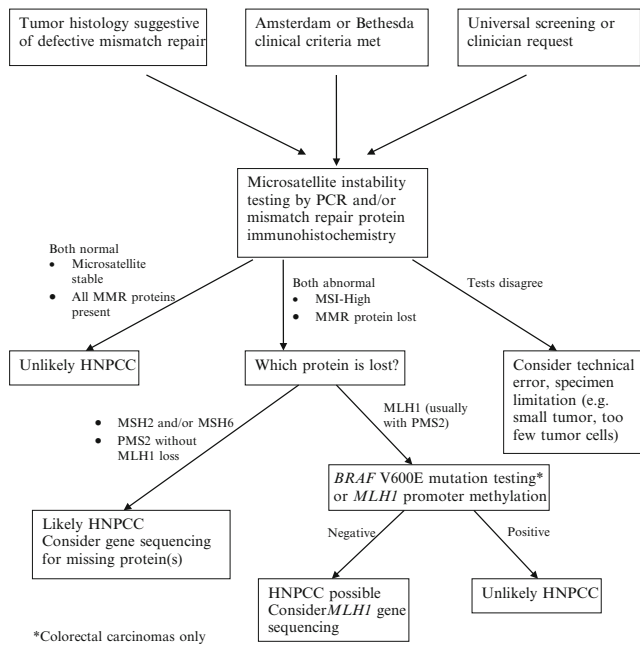 Tumor histology suggestive
of defective mismatch repair
Amsterdam or Bethesda
clinical criteria met
Universal screening or
clinician request
Microsatellite instability
testing by PCR and/or
mismatch repair protein
immunohistochemistry
Both normal
• Microsatellite
stable
• All MMR proteins
present
Both abnormal
• MSI-High
• MMR protein lost
Tests disagree
Unlikely HNPCC
Which protein is lost?
Consider technical
error, specimen
limitation (e.g.
small tumor, too
few tumor cells)
• MSH2 and/or MSH6
• PMS2 without
MLH1 loss
MLH1 (usually
with PMS2)
BRAF V600E mutation testing*
or MLH1 promoter methylation
Likely HNPCC
Consider gene sequencing
for missing protein(s)
Negative
Positive
HNPCC possible
ConsiderMLH1 gene
sequencing
Unlikely HNPCC
*Colorectal carcinomas only